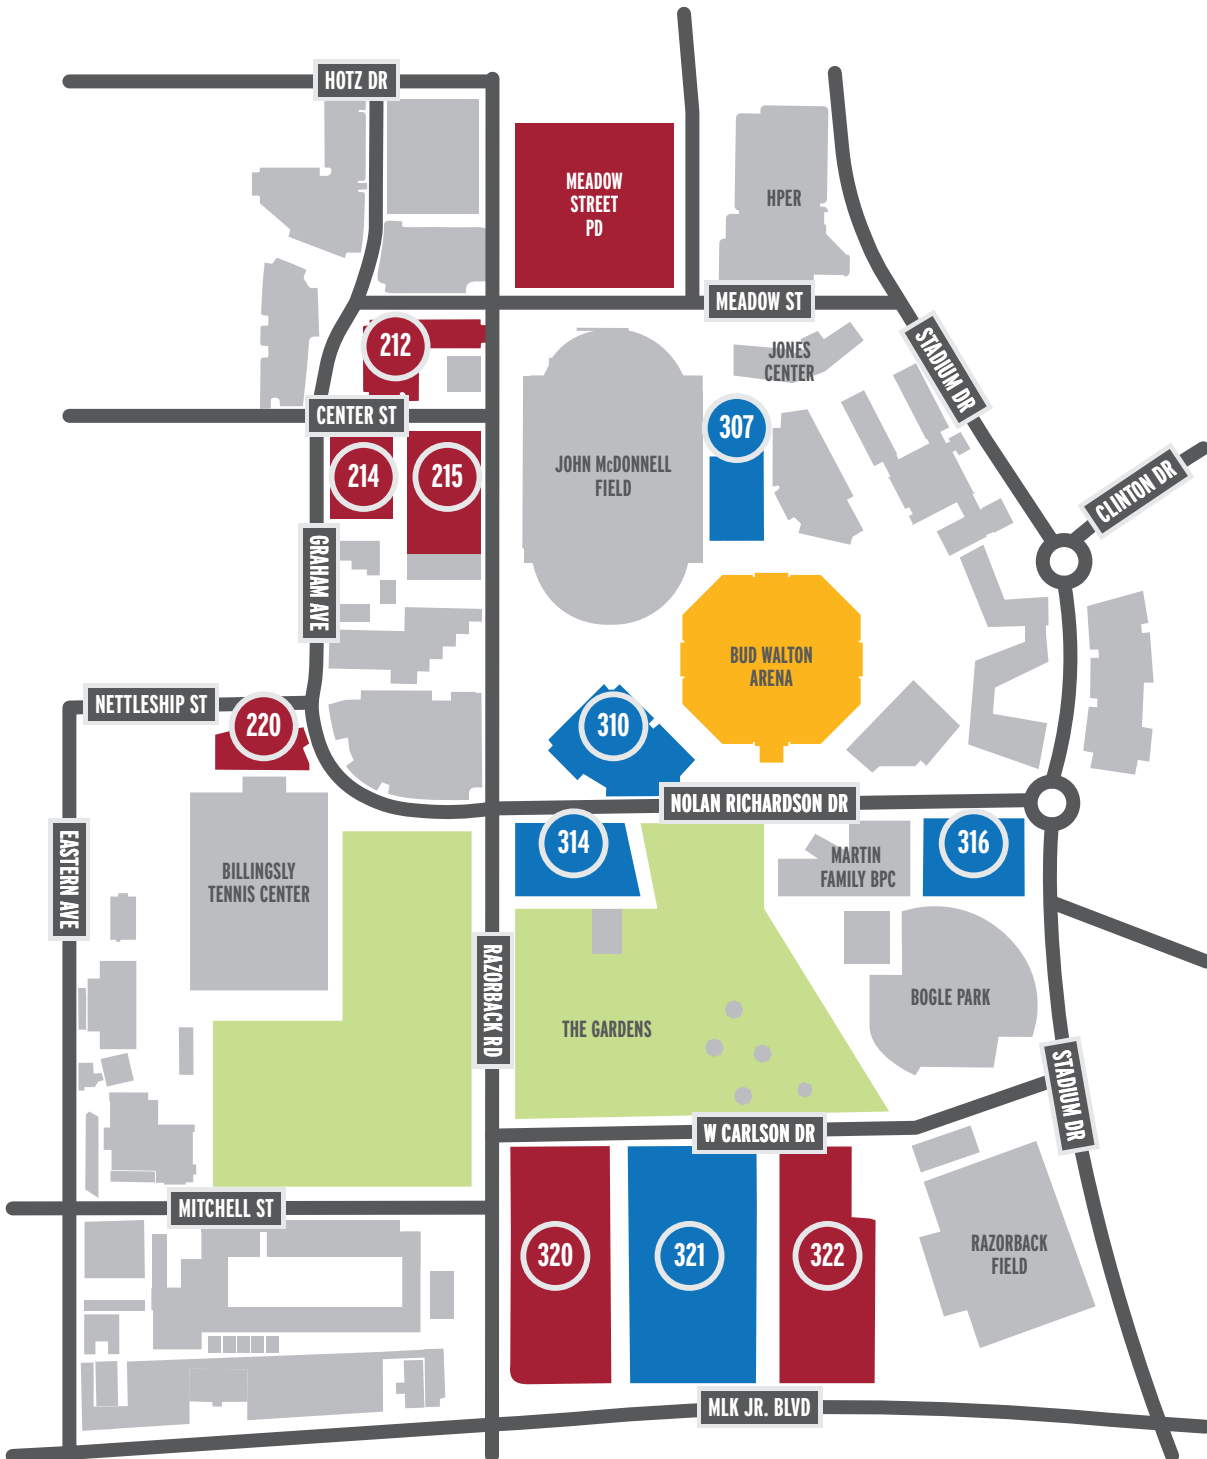 HOTZ DR
MEADOW
STREET
PD
HPER
MEADOW ST
212
JONES
CENTER
STADIUM DR
CENTER ST
307
214
215
JOHN McDONNELL
FIELD
CLINTON DR
GRAHAM AVE
BUD WALTON
ARENA
NETTLESHIP ST
220
310
NOLAN RICHARDSON DR
314
316
MARTIN
FAMILY BPC
EASTERN AVE
BILLINGSLY
TENNIS CENTER
RAZORBACK RD
BOGLE PARK
THE GARDENS
STADIUM DR
W CARLSON DR
MITCHELL ST
320
321
322
RAZORBACK
FIELD
MLK JR. BLVD